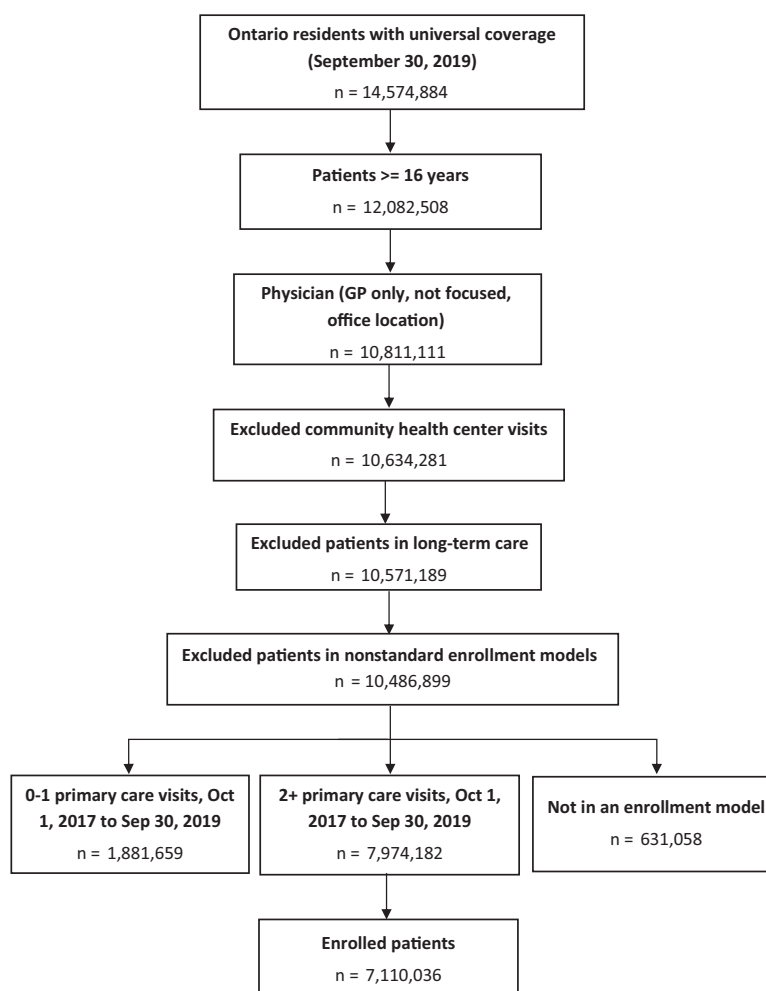 Ontario residents with universal coverage
(September 30, 2019)
n = 14,574,884
Patients >= 16 years
n = 12,082,508
Physician (GP only, not focused,
office location)
n = 10,811,111
Excluded community health center visits
n = 10,634,281
Excluded patients in long-term care
n = 10,571,189
Excluded patients in nonstandard enrollment models
n = 10,486,899
0-1 primary care visits, Oct
1, 2017 to Sep 30, 2019
n = 1,881,659
2+ primary care visits, Oct 1,
2017 to Sep 30, 2019
n = 7,974,182
Not in an enrollment model
n = 631,058
Enrolled patients
n = 7,110,036